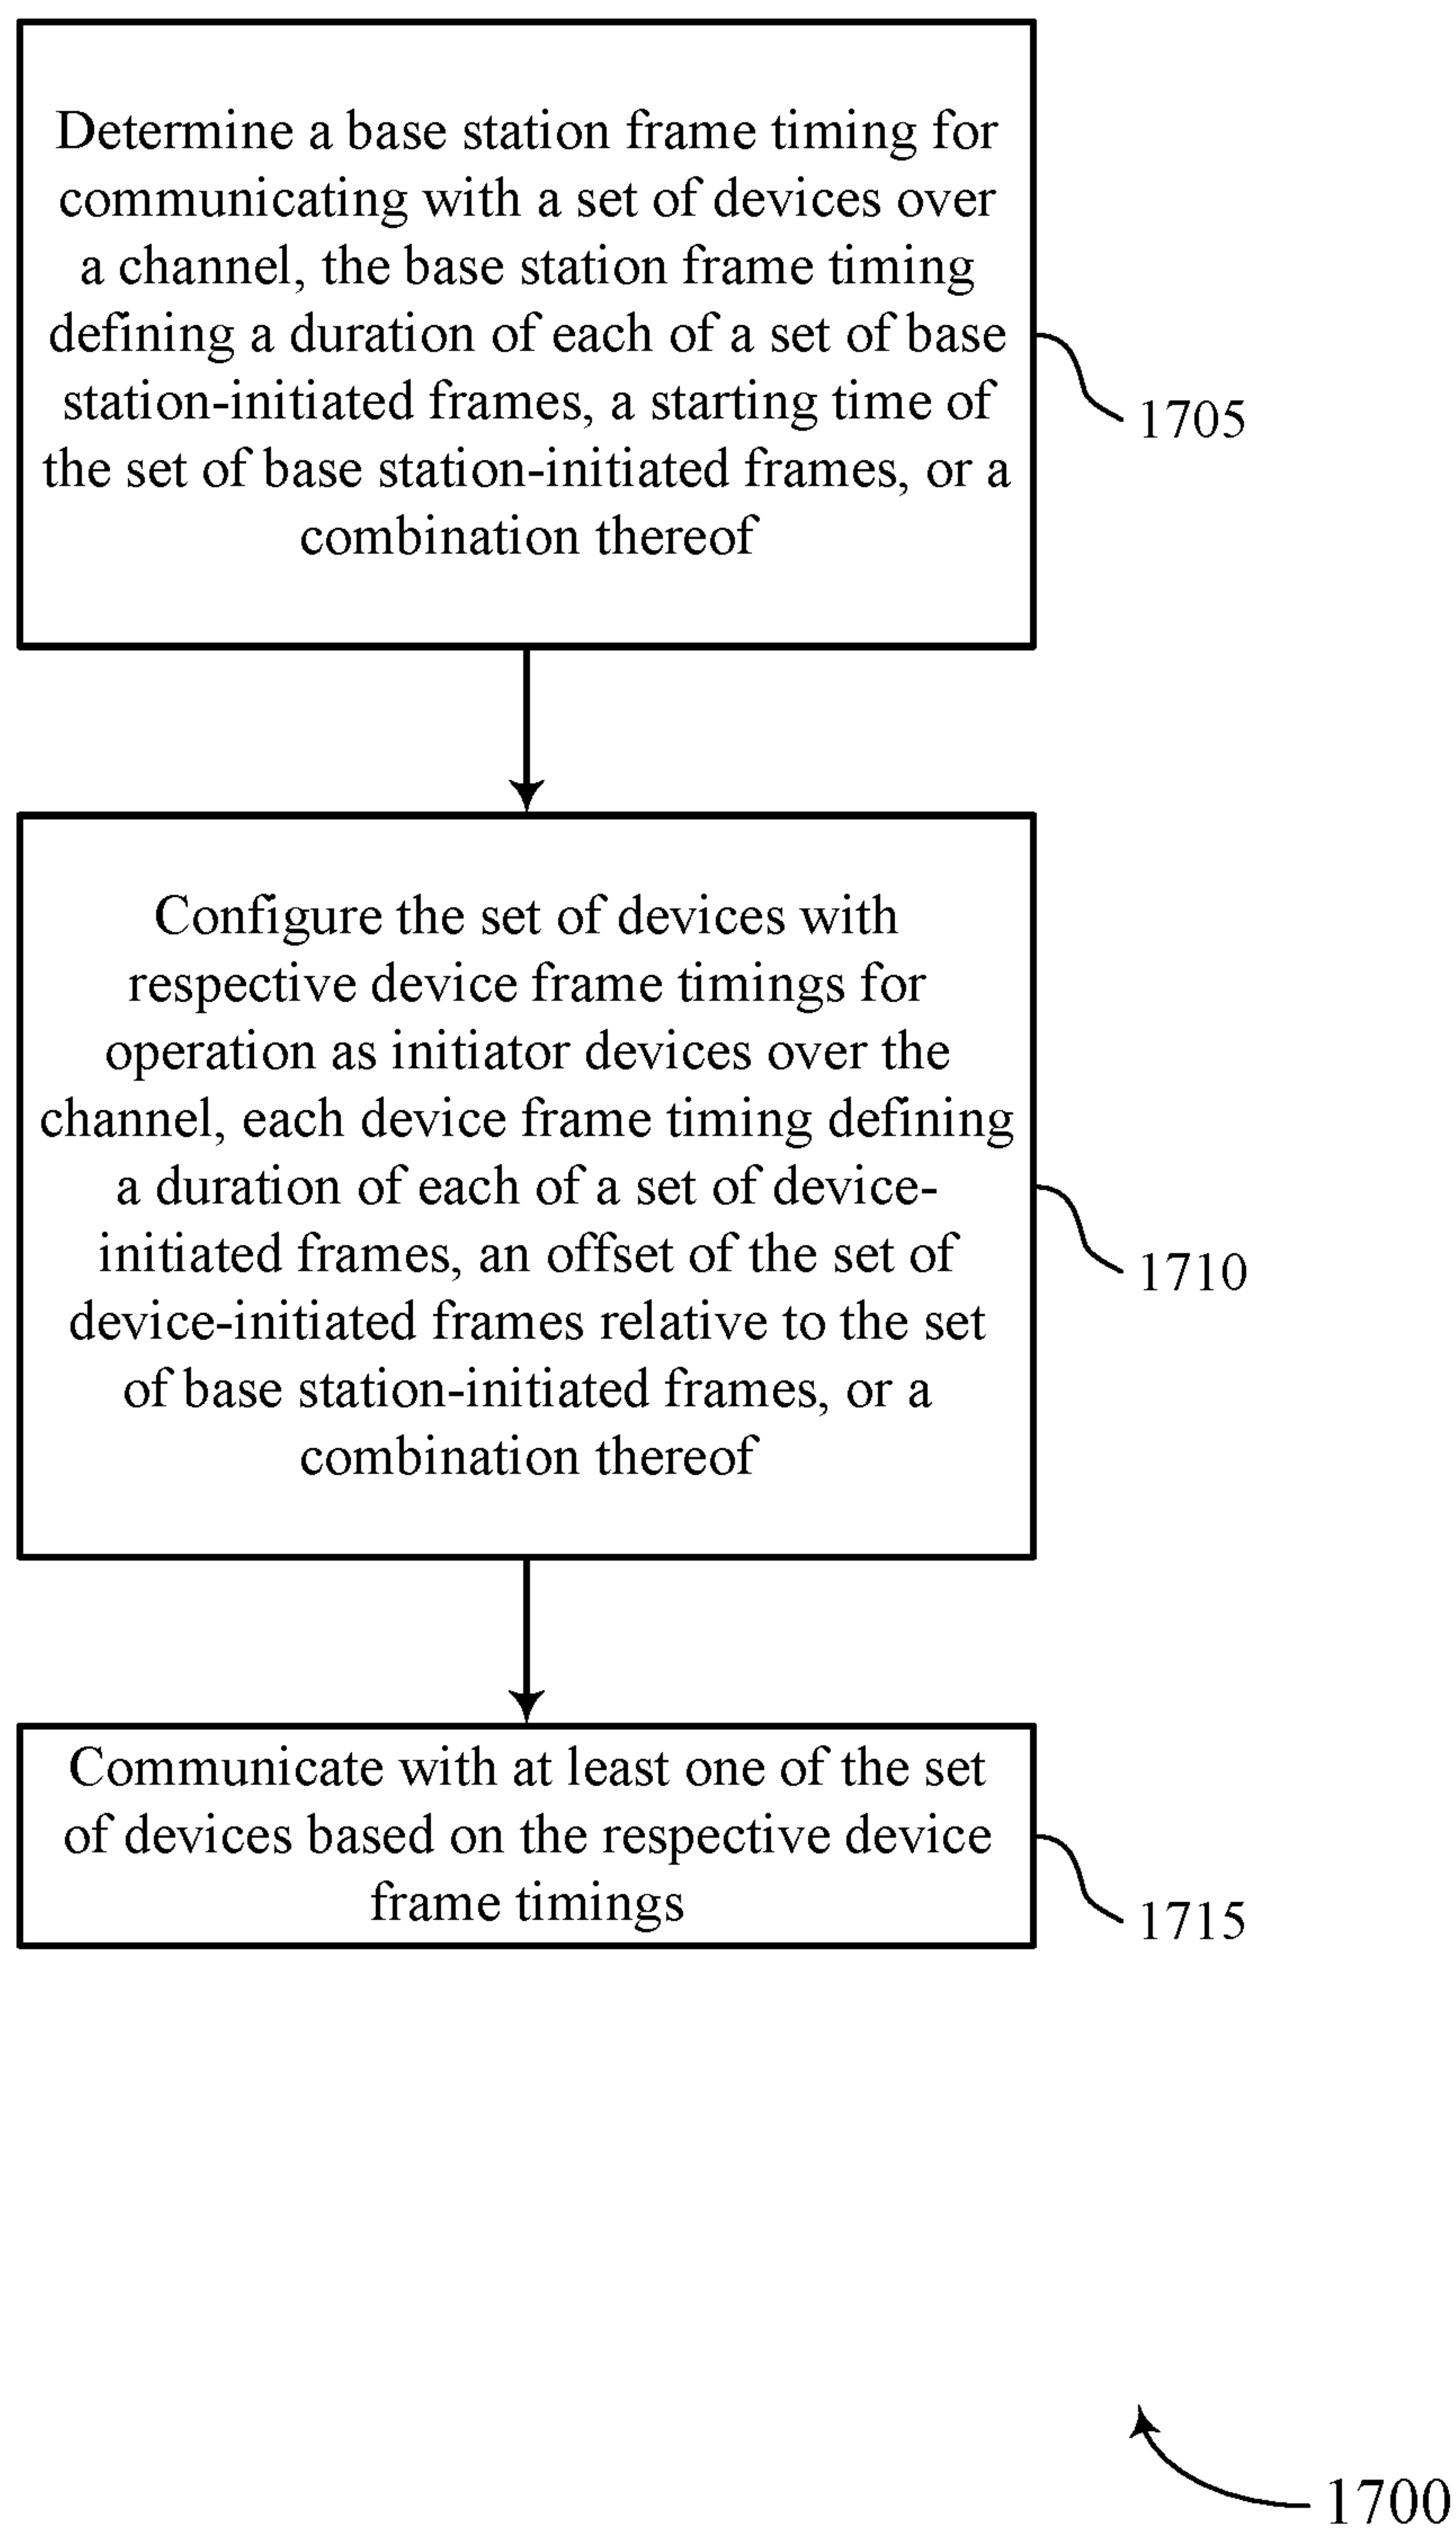 Determine a base station frame timing for
communicating with a set of devices over
a channel, the base station frame timing
defining a duration of each of a set of base
station-initiated frames, a starting time of
the set of base station-initiated frames, or a
combination thereof
1705
Configure the set of devices with
respective device frame timings for
operation as initiator devices over the
channel, each device frame timing defining
a duration of each of a set of device-
initiated frames, an offset of the set of
device-initiated frames relative to the set
of base station-initiated frames, or a
combination thereof
1710
Communicate with at least one of the set
of devices based on the respective device
frame timings
1715
1700